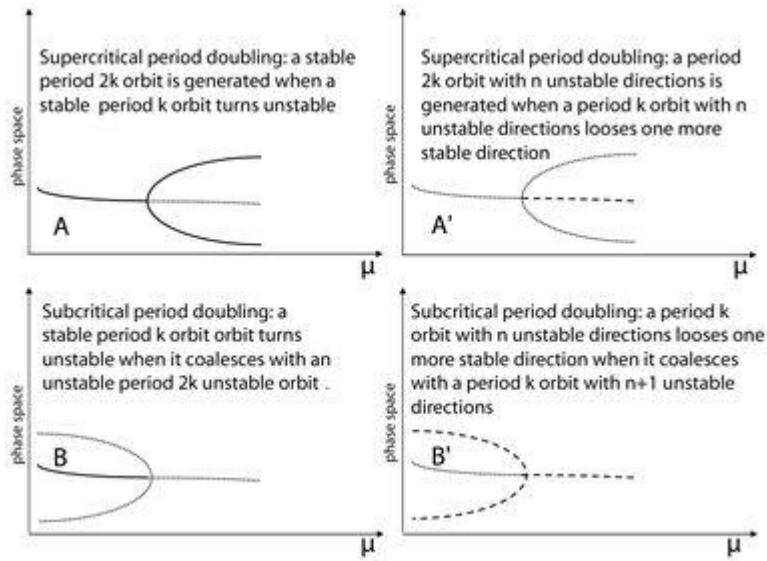 Supercritical period doubling: a stable
period 2k orbit is generated when a
stable period k orbit turns unstable
phase space
A
μ
Supercritical period doubling: a period
2k orbit with n unstable directions is
generated when a period k orbit with n
unstable directions looses one more
stable direction
phase space
A'
μ
Subcritical period doubling: a
stable period k orbit orbit turns
unstable when it coalesces with an
unstable period 2k unstable orbit .
phase space
B
μ
Subcritical period doubling: a period k
orbit with n unstable directions looses one
more stable direction when it coalesces
with a period k orbit with n+1 unstable
directions
phase space
B'
μ